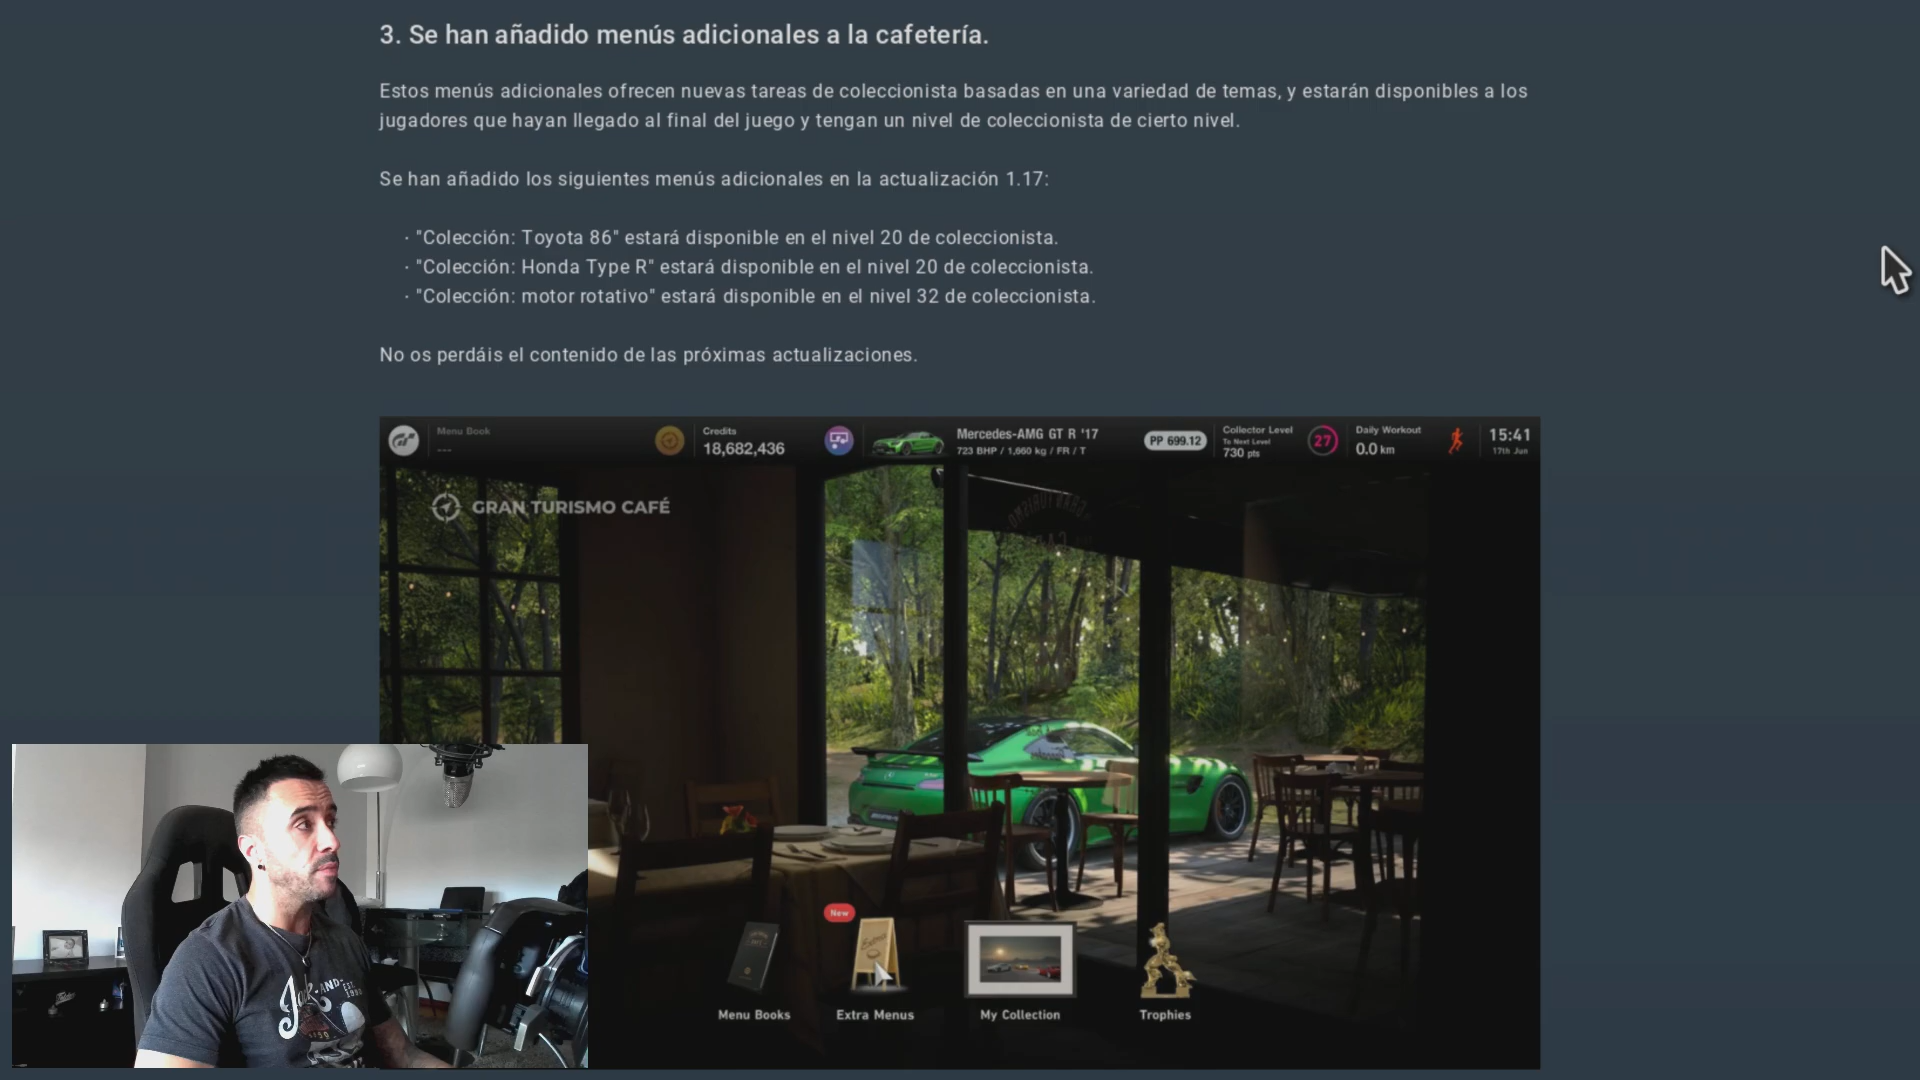 3. Se han añadido menús adicionales a la cafetería.
Estos menús adicionales ofrecen nuevas tareas de coleccionista basadas en una variedad de temas, y estarán disponibles a los
jugadores que hayan llegado al final del juego y tengan un nivel de coleccionista de cierto nivel.
Se han añadido los siguientes menús adicionales en la actualización 1.17:
· "Colección: Toyota 86" estará disponible en el nivel 20 de coleccionista.
· "Colección: Honda Type R" estará disponible en el nivel 20 de coleccionista.
· "Colección: motor rotativo" estará disponible en el nivel 32 de coleccionista.
No os perdáis el contenido de las próximas actualizaciones.
Menu Book
---
Credits
18,682,436
Mercedes-AMG GT R '17
723 BHP / 1,660 kg / FR / T
PP 699.12
Collector Level
To Next Level
730 pts
27
Daily Workout
0.0 km
15:41
17th Jun
GRAN TURISMO CAFÉ
New
Extra
Menu Books
Extra Menus
My Collection
Trophies